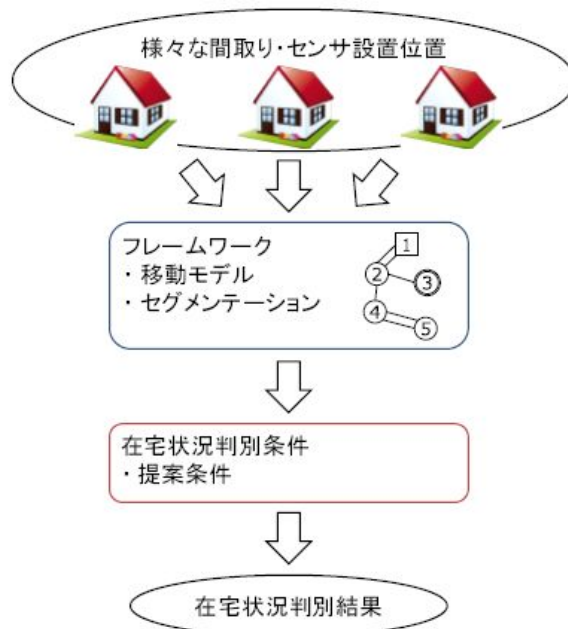 様々な間取り・センサ設置位置
フレームワーク
・移動モデル
・セグメンテーション
1
2
3
4
5
在宅状況判別条件
・提案条件
在宅状況判別結果